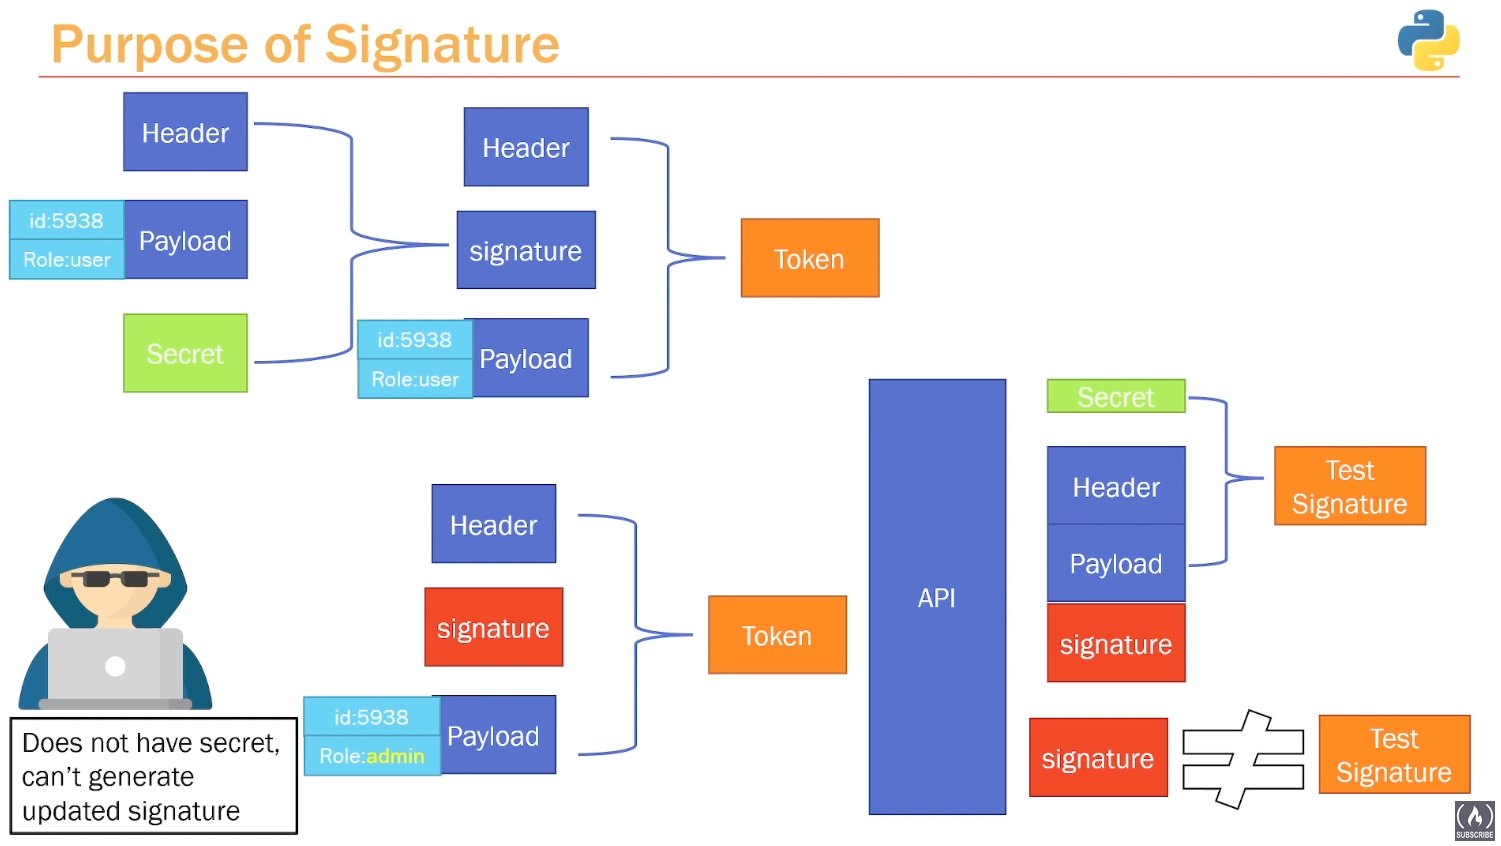 Purpose of Signature
Header
id:5938
Role:user
Payload
Secret
Header
signature
id:5938
Role:user
Payload
Token
Does not have secret,
can't generate
updated signature
Header
signature
id:5938
Role:admin
Payload
Token
API
Secret
Header
Payload
signature
Test
Signature
signature
Test
Signature
SUBSCRIBE